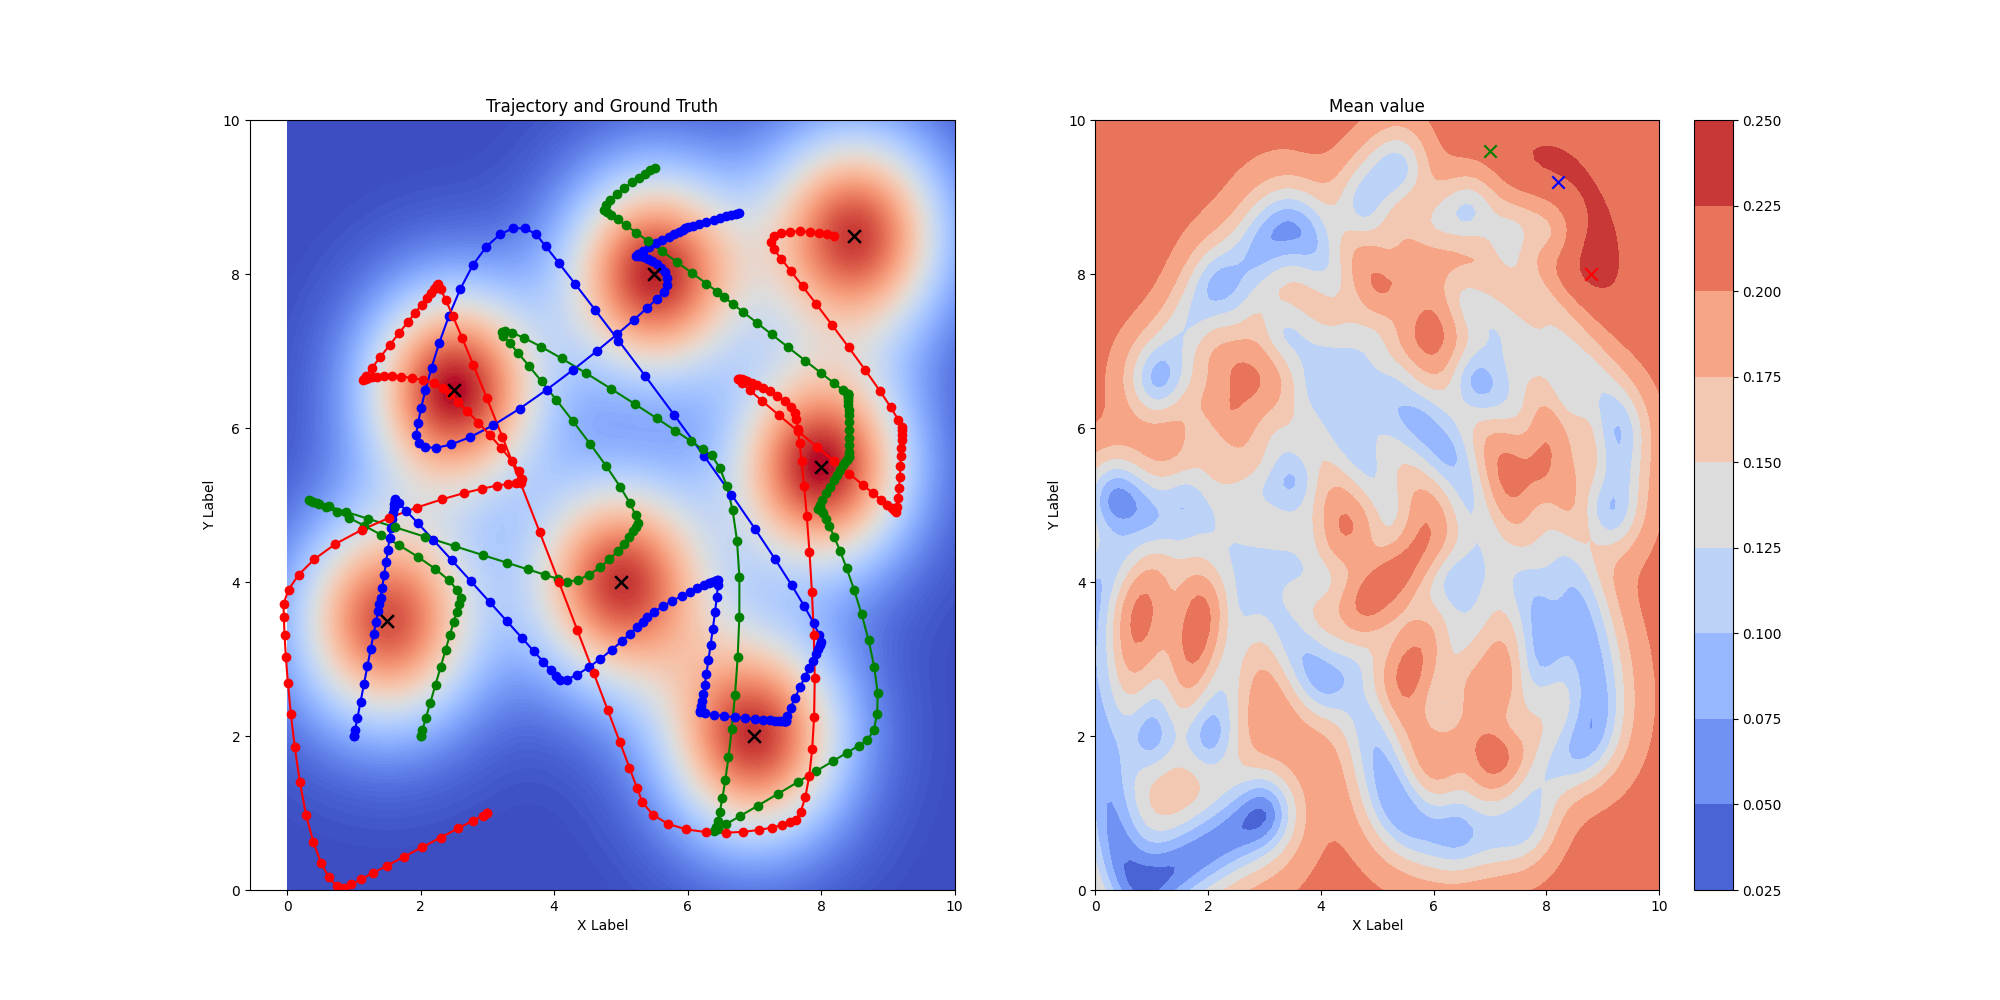 Trajectory and Ground Truth
10
8
6
4
2
0
Y Label
0 2 4 6 8 10
X Label
Mean value
10
8
6
4
2
0
Y Label
0 2 4 6 8 10
X Label
0.250
0.225
0.200
0.175
0.150
0.125
0.100
0.075
0.050
0.025